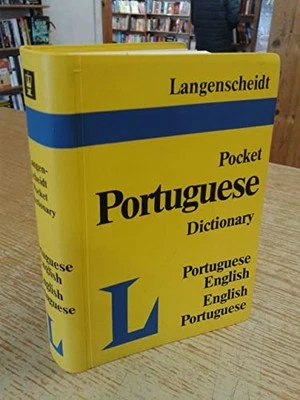 Langenscheidt
Pocket
Portuguese
Dictionary
Portuguese
English
English
Portuguese
L
Langen-
scheidt
Pocket
Dictionary
Portuguese
English
English
Portuguese
L